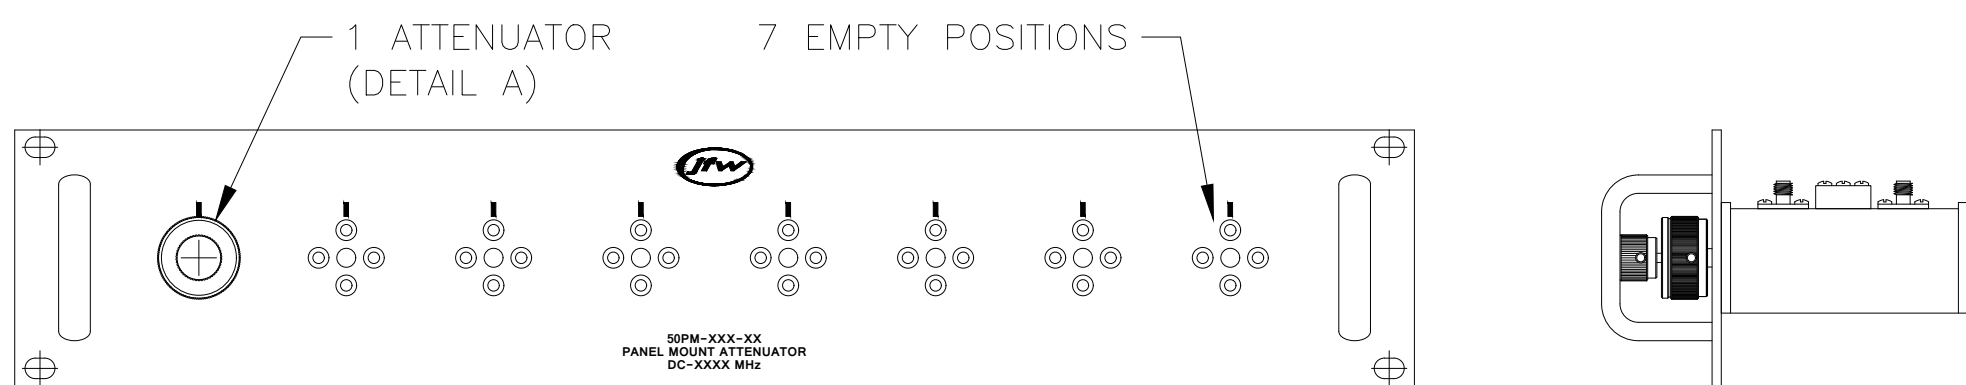 1 ATTENUATOR
(DETAIL A)
7 EMPTY POSITIONS
jfw
50PM-XXX-XX
PANEL MOUNT ATTENUATOR
DC-XXXX MHz